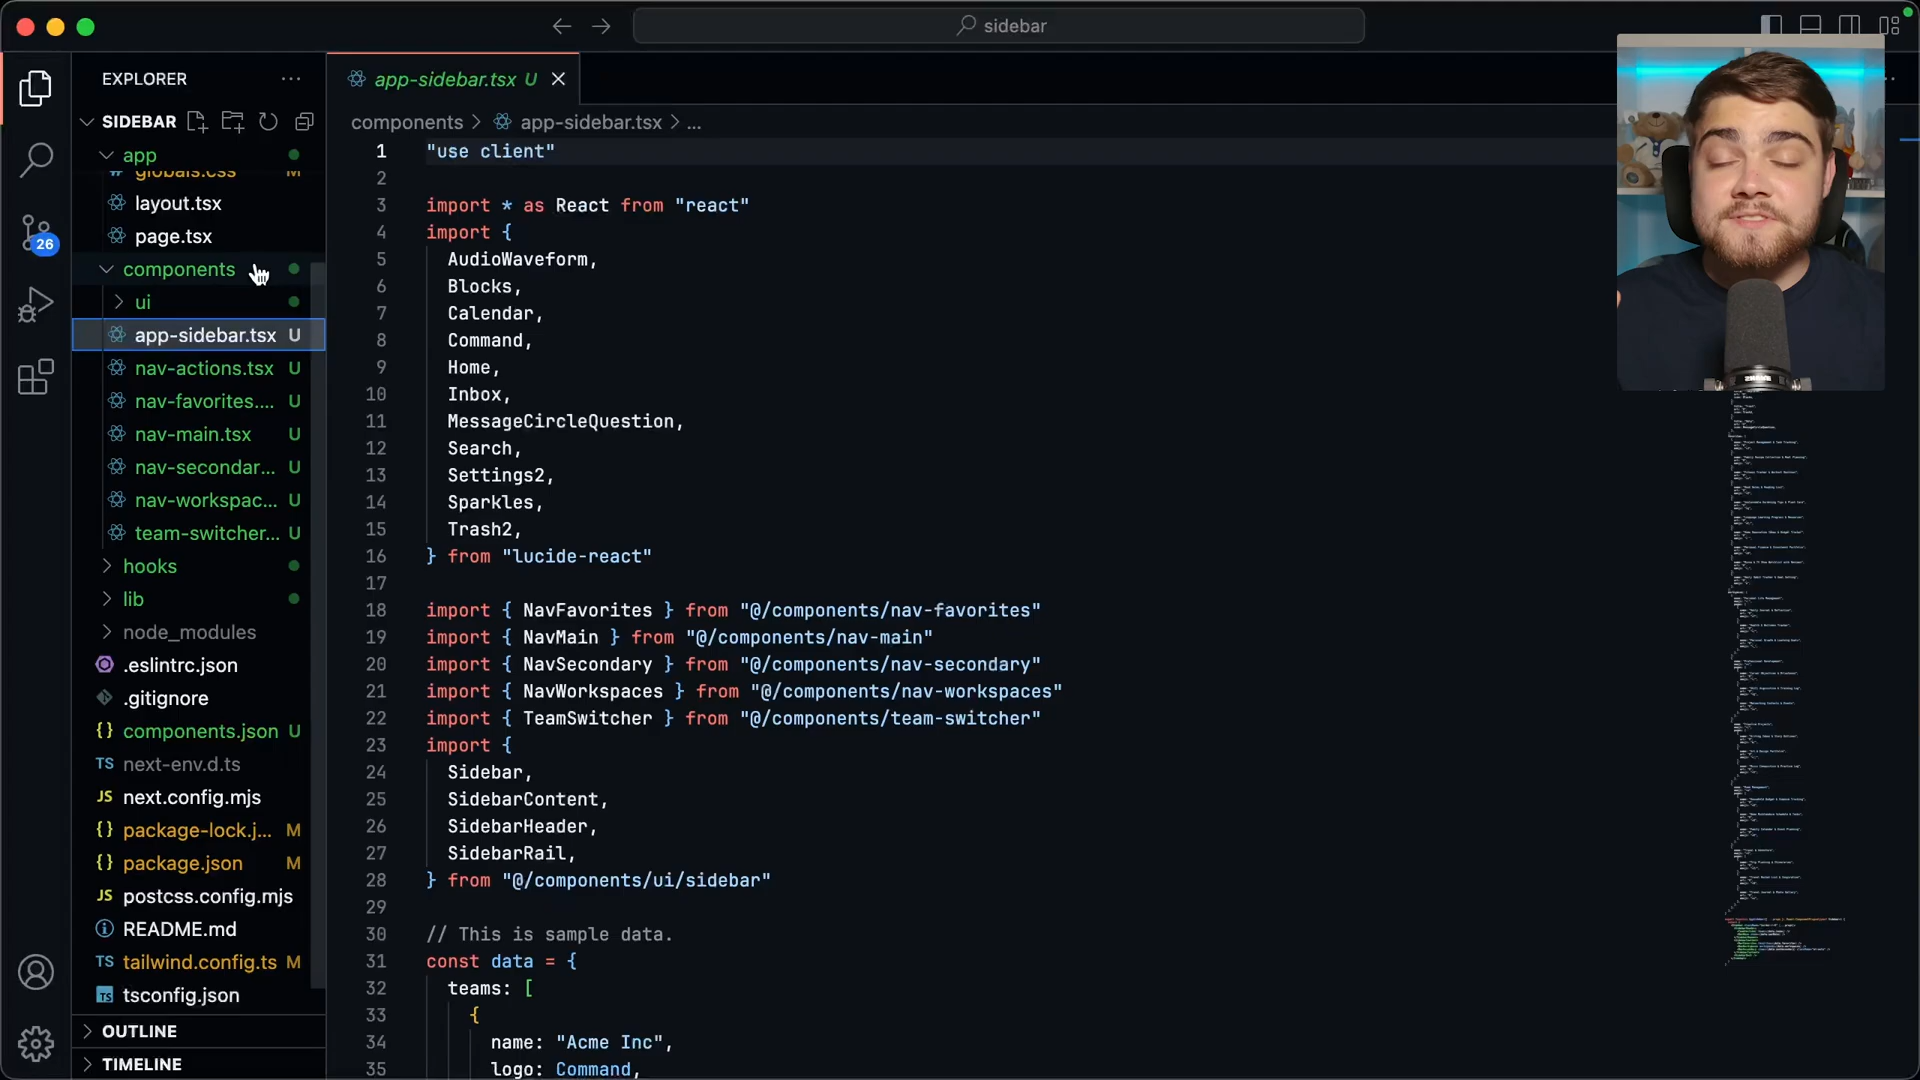 sidebar
EXPLORER
SIDEBAR
app
globals.css M
layout.tsx
page.tsx
components
ui
app-sidebar.tsx U
nav-actions.tsx U
nav-favorites.... U
nav-main.tsx U
nav-secondar... U
nav-workspac... U
team-switcher... U
hooks
lib
node_modules
.eslintrc.json
.gitignore
{} components.json U
TS next-env.d.ts
JS next.config.mjs
{} package-lock.j... M
{} package.json M
JS postcss.config.mjs
README.md
TS tailwind.config.ts M
TS tsconfig.json
OUTLINE
TIMELINE
26
app-sidebar.tsx U
components > app-sidebar.tsx > ...
1 "use client"
2
3 import * as React from "react"
4 import {
5 AudioWaveform,
6 Blocks,
7 Calendar,
8 Command,
9 Home,
10 Inbox,
11 MessageCircleQuestion,
12 Search,
13 Settings2,
14 Sparkles,
15 Trash2,
16 } from "lucide-react"
17
18 import { NavFavorites } from "@/components/nav-favorites"
19 import { NavMain } from "@/components/nav-main"
20 import { NavSecondary } from "@/components/nav-secondary"
21 import { NavWorkspaces } from "@/components/nav-workspaces"
22 import { TeamSwitcher } from "@/components/team-switcher"
23 import {
24 Sidebar,
25 SidebarContent,
26 SidebarHeader,
27 SidebarRail,
28 } from "@/components/ui/sidebar"
29
30 // This is sample data.
31 const data = {
32 teams: [
33 {
34 name: "Acme Inc",
35 logo: Command,